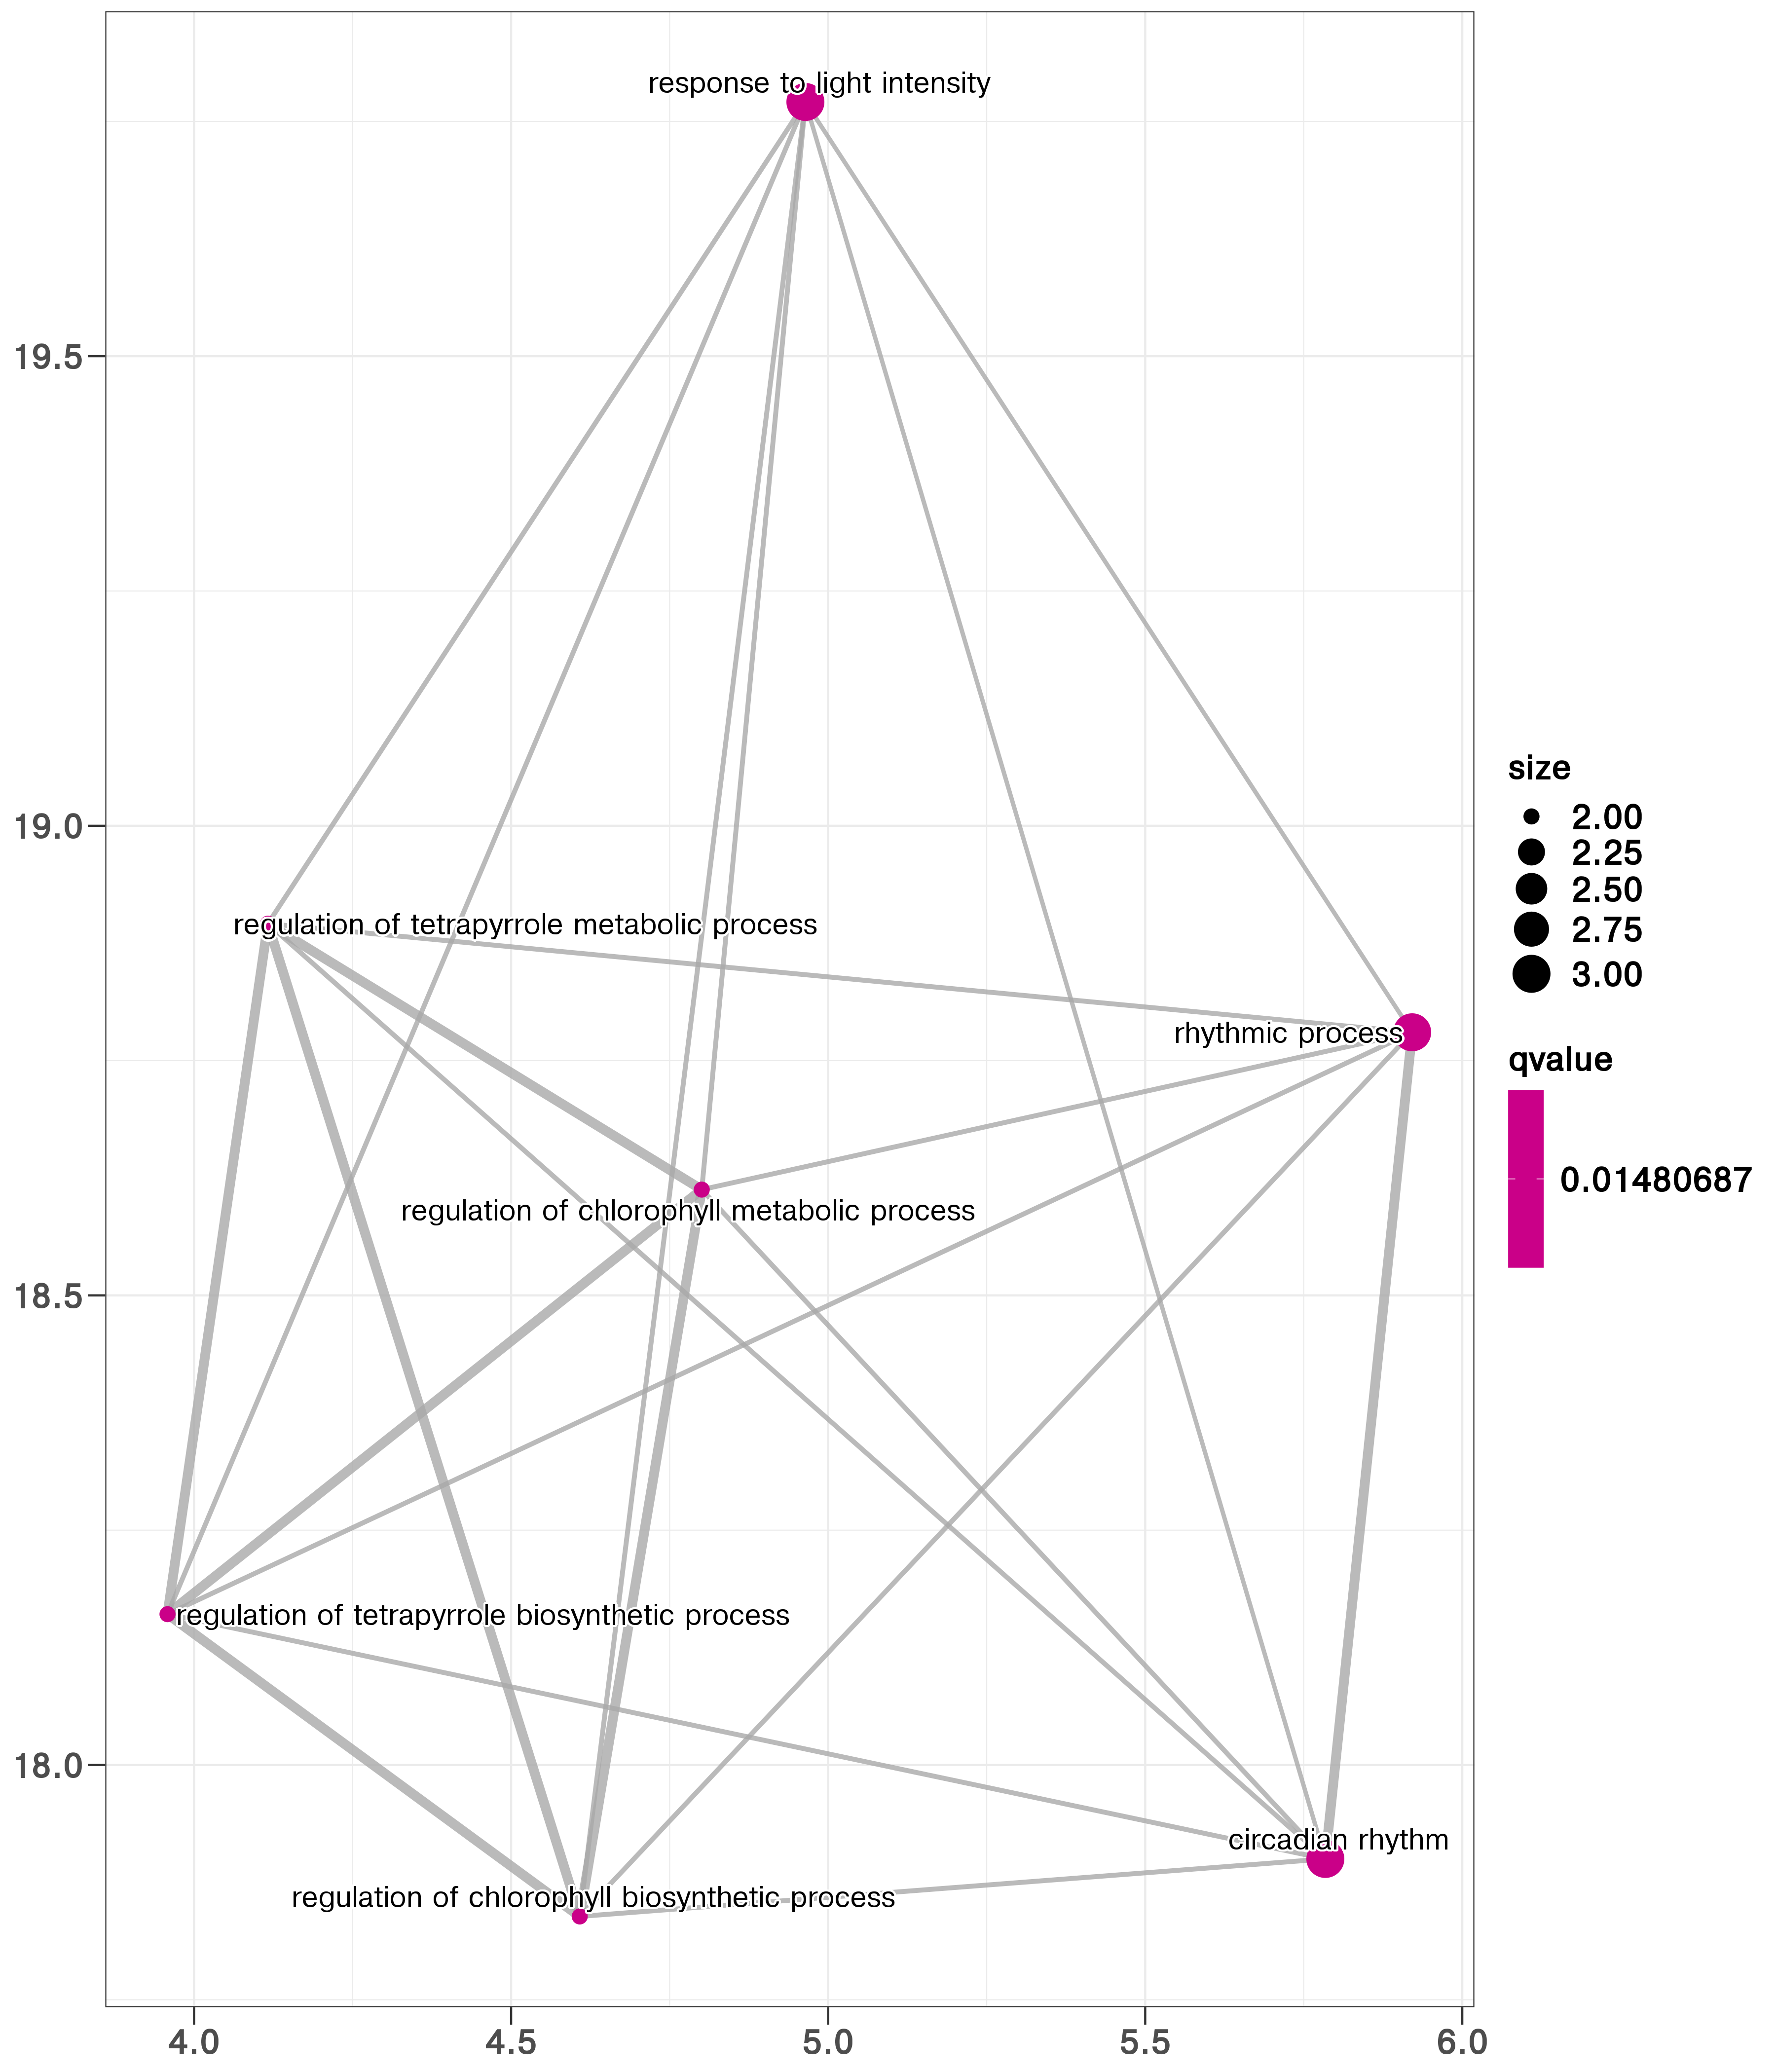 response to light intensity
19.5
19.0
regulation of tetrapyrrole metabolic process
rhythmic process
regulation of chlorophyll metabolic process
18.5
regulation of tetrapyrrole biosynthetic process
18.0
circadian rhythm
regulation of chlorophyll biosynthetic process
4.0 4.5 5.0 5.5 6.0
size
2.00
2.25
2.50
2.75
3.00
qvalue
0.01480687